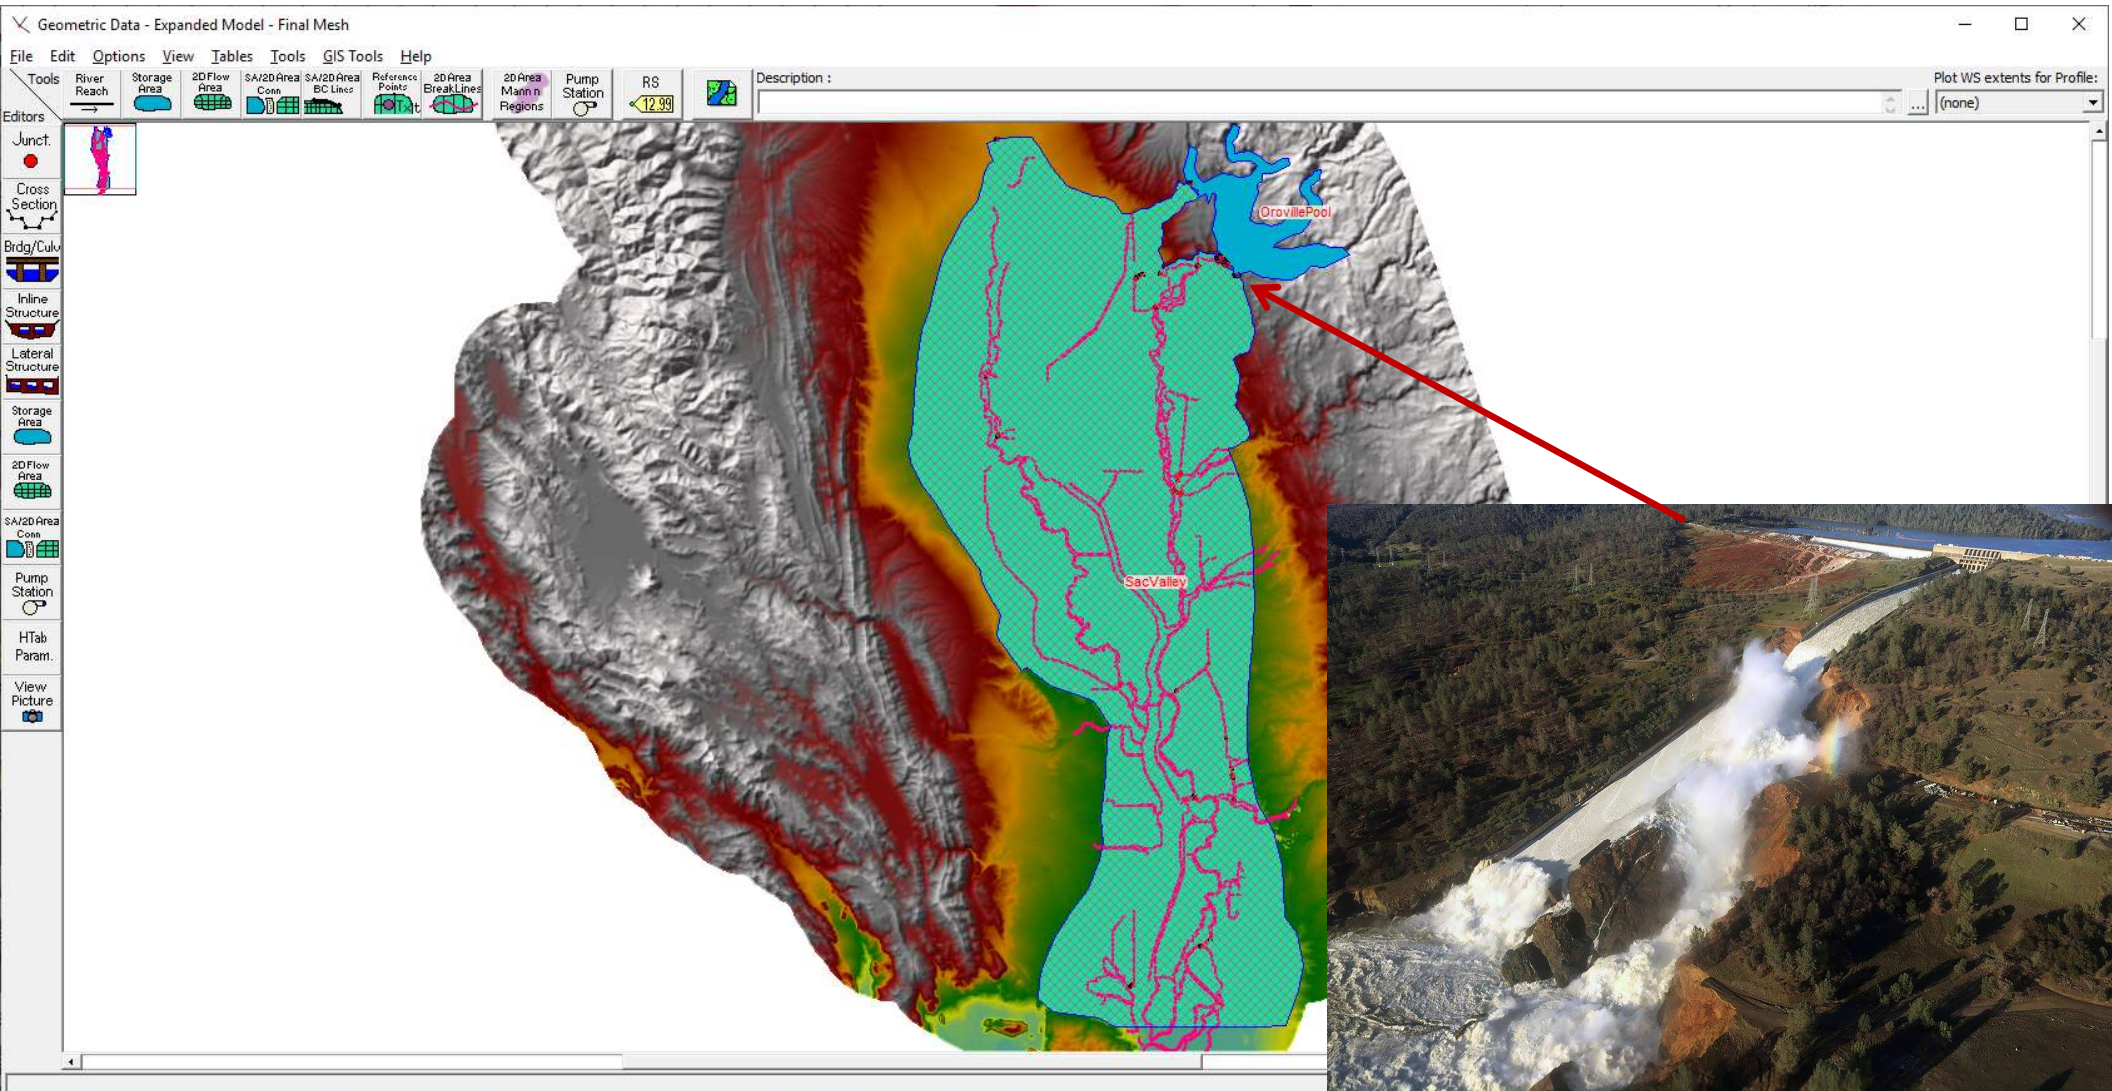 Geometric Data - Expanded Model - Final Mesh
File Edit Options View Tables Tools GIS Tools Help
Tools
Editors
River
Reach
Storage
Area
2D Flow
Area
SA/2D Area
Conn
SA/2D Area
BC Lines
Reference
Points
2D Area
BreakLines
2D Area
Mann n
Regions
Pump
Station
RS
12.99
Description :
...
Plot WS extents for Profile:
(none)
Junct.
Cross
Section
Brdg/Culv
Inline
Structure
Lateral
Structure
Storage
Area
2D Flow
Area
SA/2D Area
Conn
Pump
Station
HTab
Param.
View
Picture
OrovillePool
SacValley